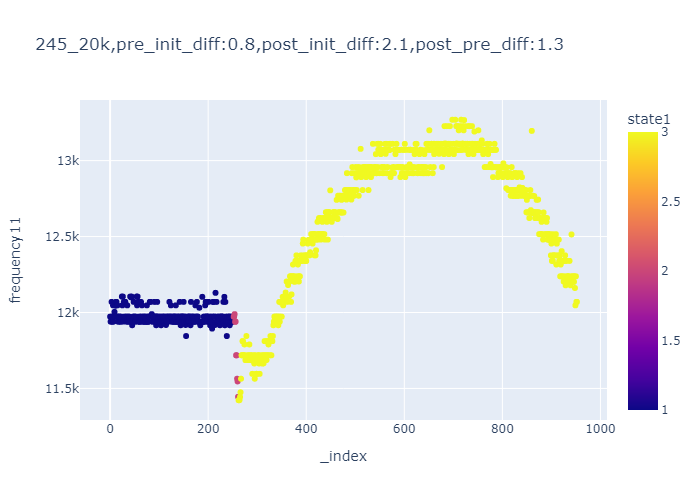 245_20k,pre_init_diff:0.8,post_init_diff:2.1,post_pre_diff:1.3
state1
3
2.5
2
1.5
1
frequency11
13k
12.5k
12k
11.5k
0
200
400
600
800
1000
_index